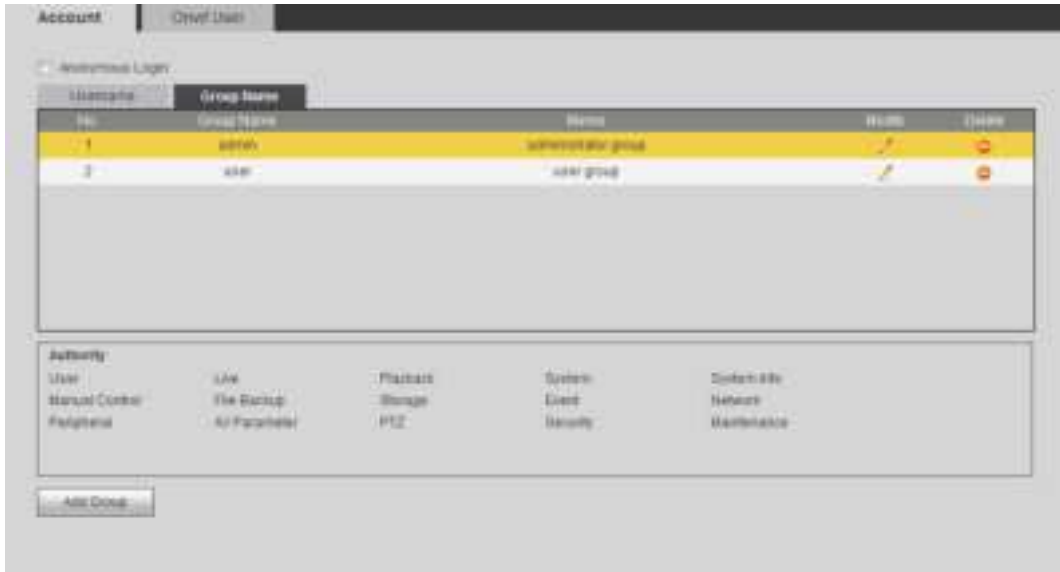 Account Onvif User
Anonymous Login
Username Group Name
No. Group Name Memo Modify Delete
1 admin administrator group
2 user user group
Authority
User Live Playback System System Info
Manual Control File Backup Storage Event Network
Peripheral AV Parameter PTZ Security Maintenance
Add Group